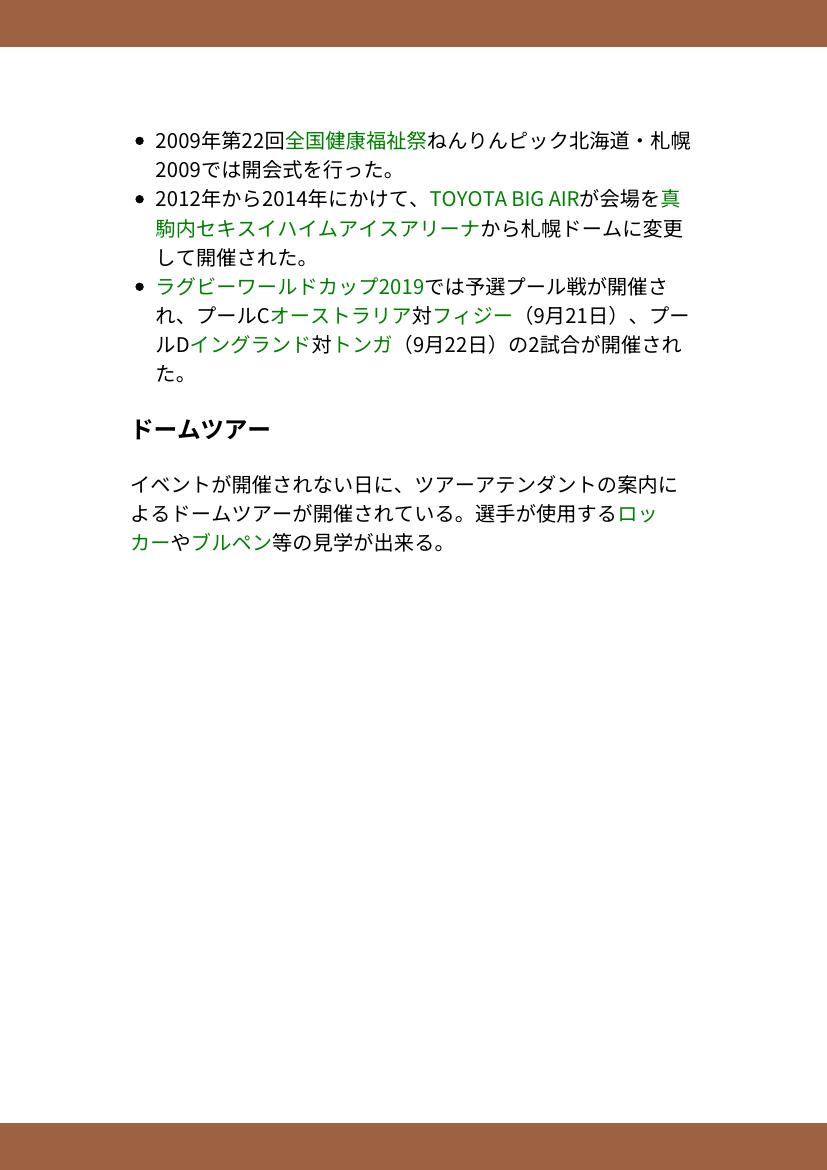 • 2009年第22回全国健康福祉祭ねんりんピック北海道・札幌
2009では開会式を行った。
• 2012年から2014年にかけて、TOYOTA BIG AIRが会場を真
駒内セキスイハイムアイスアリーナから札幌ドームに変更
して開催された。
• ラグビーワールドカップ2019では予選プール戦が開催さ
れ、プールCオーストラリア対フィジー（9月21日）、プー
ルDイングランド対トンガ（9月22日）の2試合が開催され
た。
ドームツアー
イベントが開催されない日に、ツアーアテンダントの案内に
よるドームツアーが開催されている。選手が使用するロッ
カーやブルペン等の見学が出来る。